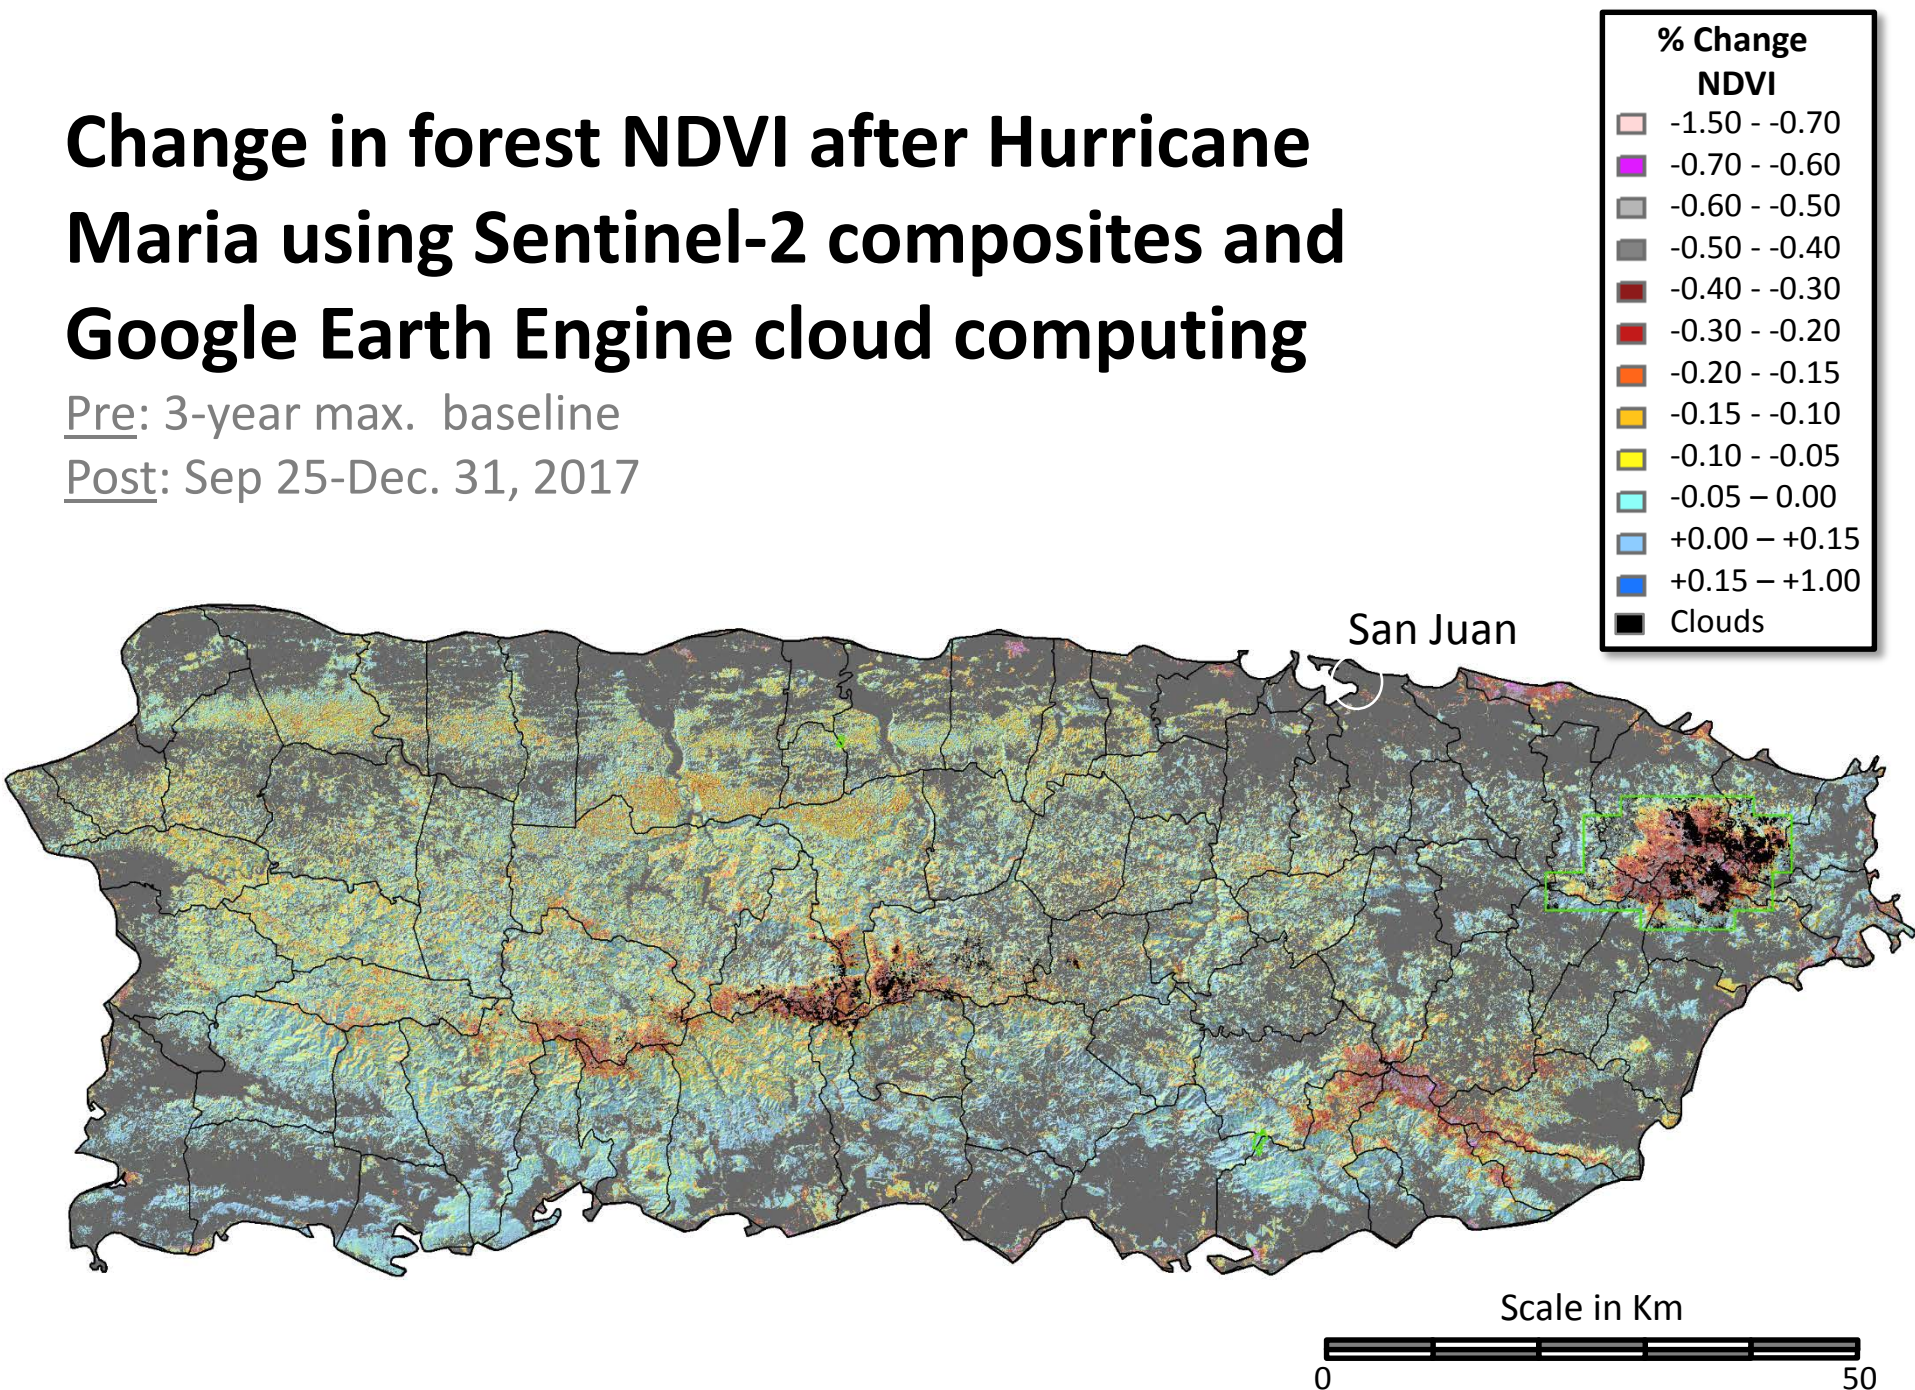 Change in forest NDVI after Hurricane
Maria using Sentinel-2 composites and
Google Earth Engine cloud computing
Pre: 3-year max.  baseline
Post: Sep 25-Dec. 31, 2017
% Change
NDVI
-1.50 - -0.70
-0.70 - -0.60
-0.60 - -0.50
-0.50 - -0.40
-0.40 - -0.30
-0.30 - -0.20
-0.20 - -0.15
-0.15 - -0.10
-0.10 - -0.05
-0.05 – 0.00
+0.00 – +0.15
+0.15 – +1.00
Clouds
San Juan
Scale in Km
0 50